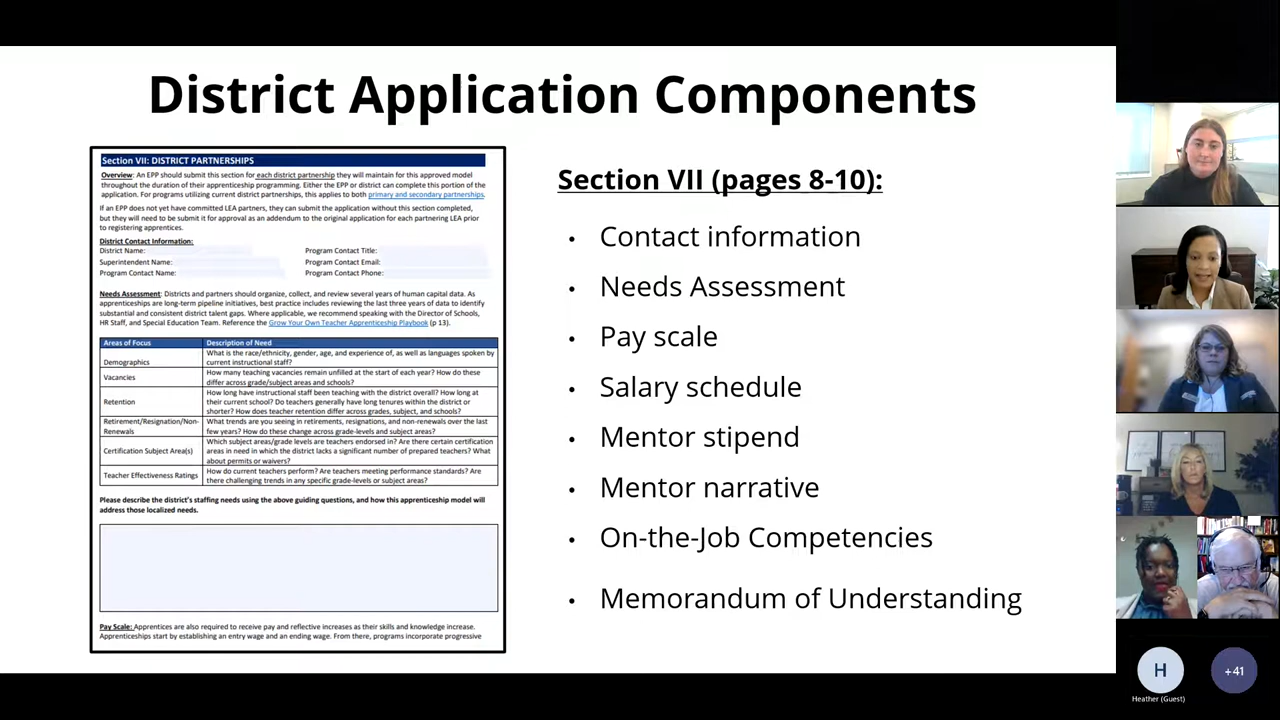 District Application Components
Section VII: DISTRICT PARTNERSHIPS
Overview: An EPP should submit this section for each district partnership they will maintain for this approved model
throughout the duration of their apprenticeship programming. Either the EPP or district can complete this portion of the
application. For programs utilizing current district partnerships, this applies to both primary and secondary partnerships.
If an EPP does not yet have committed LEA partners, they can submit the application without this section completed,
but they will need to be submit it for approval as an addendum to the original application for each partnering LEA prior
to registering apprentices.
District Contact Information:
District Name:
Program Contact Title:
Superintendent Name:
Program Contact Email:
Program Contact Name:
Program Contact Phone:
Needs Assessment: Districts and partners should organize, collect, and review several years of human capital data. As
apprenticeships are long-term pipeline initiatives, best practice includes reviewing the last three years of data to identify
substantial and consistent district talent gaps. Where applicable, we recommend speaking with the Director of Schools,
HR Staff, and Special Education Team. Reference the Grow Your Own Teacher Apprenticeship Playbook (p 13).
Areas of Focus
Description of Need
Demographics
What is the race/ethnicity, gender, age, and experience of, as well as languages spoken by
current instructional staff?
Vacancies
How many teaching vacancies remain unfilled at the start of each year? How do these
differ across grade/subject areas and schools?
Retention
How long have instructional staff been teaching with the district overall? How long at
their current school? Do teachers generally have long tenures within the district or
shorter? How does teacher retention differ across grades, subject, and schools?
Retirement/Resignation/Non-
Renewals
What trends are you seeing in retirements, resignations, and non-renewals over the last
few years? How do these change across grade-levels and subject areas?
Certification Subject Area(s)
Which subject areas/grade levels are teachers endorsed in? Are there certain certification
areas in need in which the district lacks a significant number of prepared teachers? What
about permits or waivers?
Teacher Effectiveness Ratings
How do current teachers perform? Are teachers meeting performance standards? Are
there challenging trends in any specific grade-levels or subject areas?
Please describe the district's staffing needs using the above guiding questions, and how this apprenticeship model will
address those localized needs.
Pay Scale: Apprentices are also required to receive pay and reflective increases as their skills and knowledge increase.
Apprenticeships start by establishing an entry wage and an ending wage. From there, programs incorporate progressive
Section VII (pages 8-10):
• Contact information
• Needs Assessment
• Pay scale
• Salary schedule
• Mentor stipend
• Mentor narrative
• On-the-Job Competencies
• Memorandum of Understanding
H
+41
Heather (Guest)